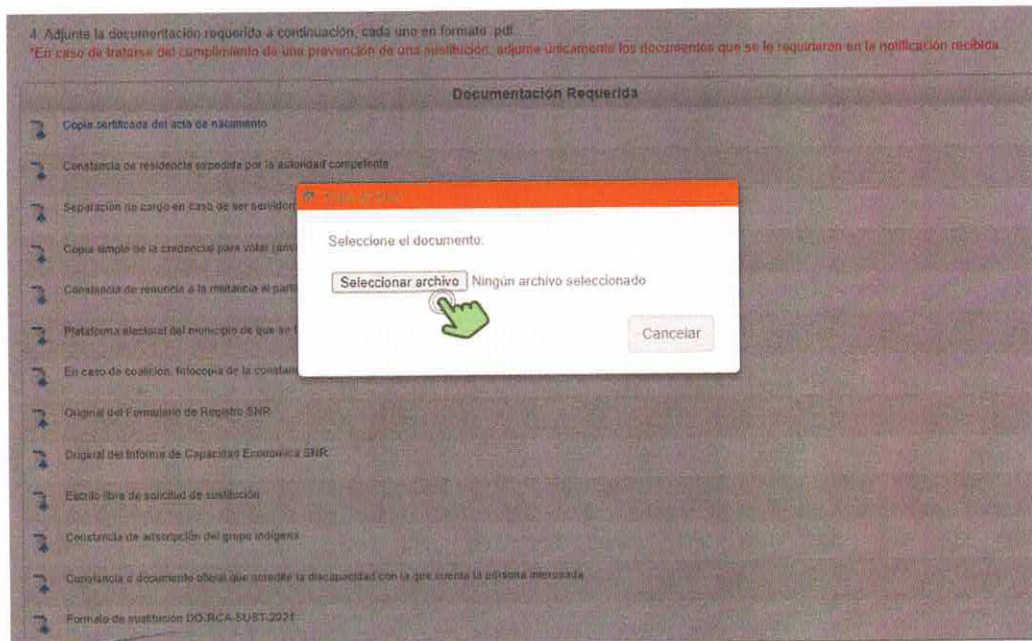 4. Adjunte la documentación requerida a continuación, cada uno en formato .pdf.
*En caso de tratarse del cumplimiento de una prevención de una sustitución, adjunte únicamente los documentos que se le requirieron en la notificación recibida.
Documentación Requerida
Copia certificada del acta de nacimiento
Constancia de residencia expedida por la autoridad competente
Separación de cargo en caso de ser servidor
Copia simple de la credencial para votar (anv
Constancia de renuncia a la militancia al parti
Plataforma electoral del municipio de que se t
En caso de coalición, fotocopia de la constan
Original del Formulario de Registro SNR
Original del Informe de Capacidad Económica SNR
Escrito libre de solicitud de sustitución
Constancia de adscripción del grupo indígena
Constancia o documento oficial que acredite la discapacidad con la que cuenta la persona interesada
Formato de sustitución DO-RCA-SUST-2021
Seleccione el documento:
Seleccionar archivo Ningún archivo seleccionado
Cancelar